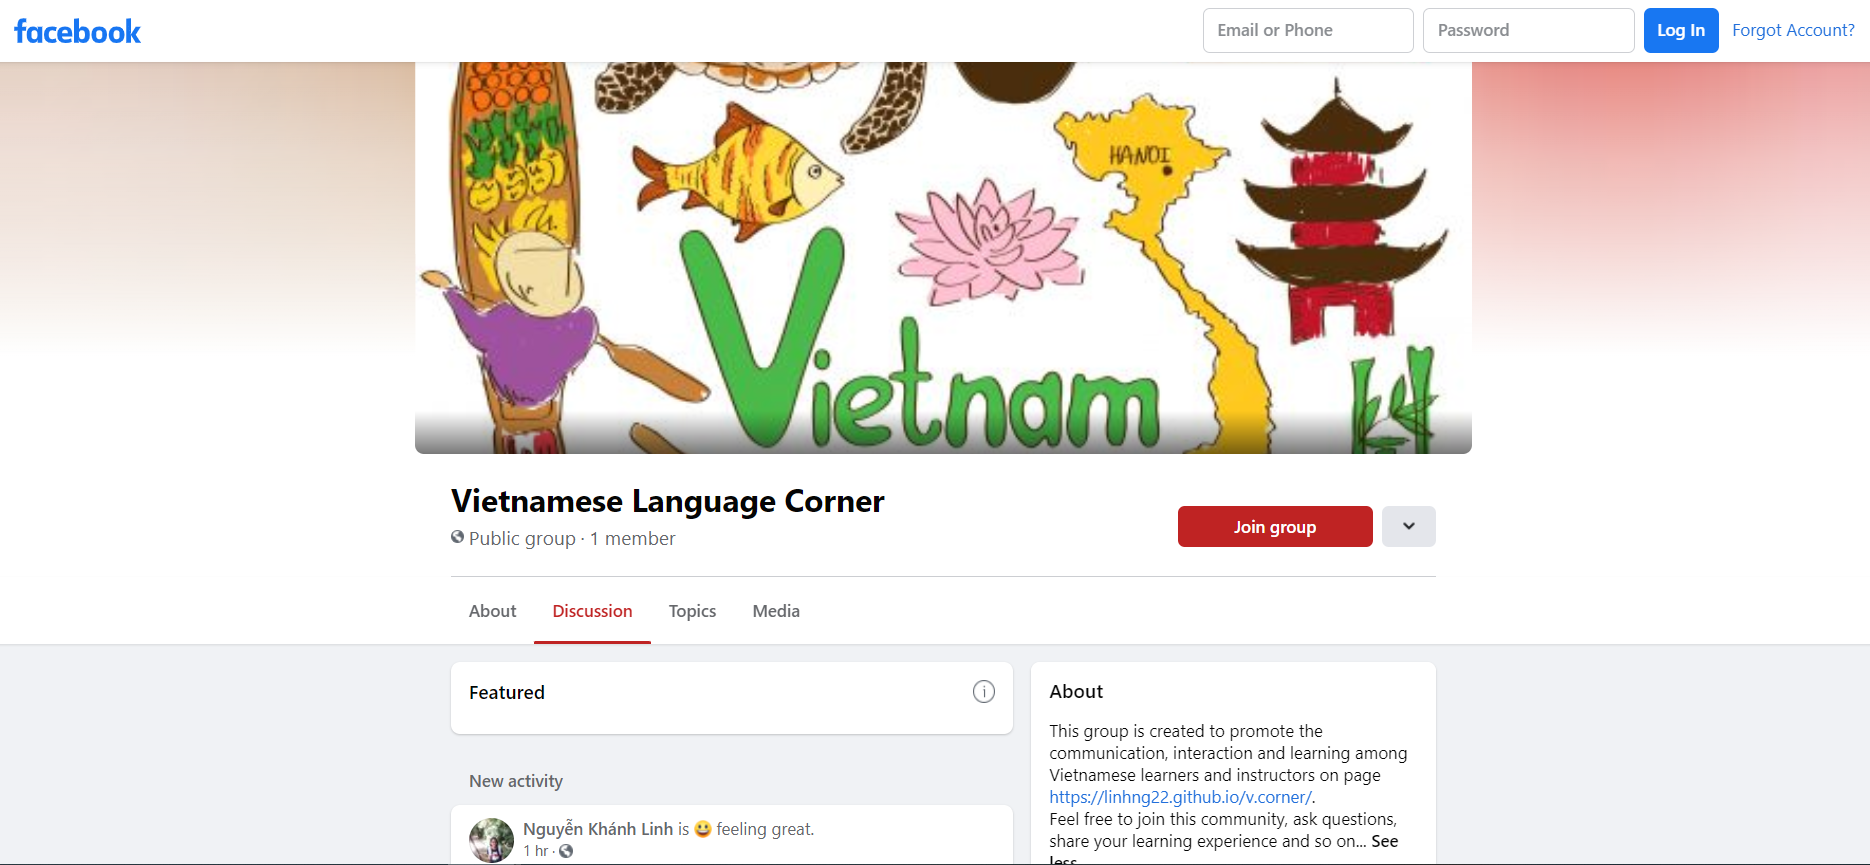 facebook
Email or Phone
Password
Log In
Forgot Account?
HANOI
Vietnam
Vietnamese Language Corner
Public group · 1 member
Join group
About
Discussion
Topics
Media
Featured
New activity
Nguyễn Khánh Linh is 😀 feeling great.
1 hr ·
About
This group is created to promote the
communication, interaction and learning among
Vietnamese learners and instructors on page
https://linhng22.github.io/v.corner/.
Feel free to join this community, ask questions,
share your learning experience and so on... See
less